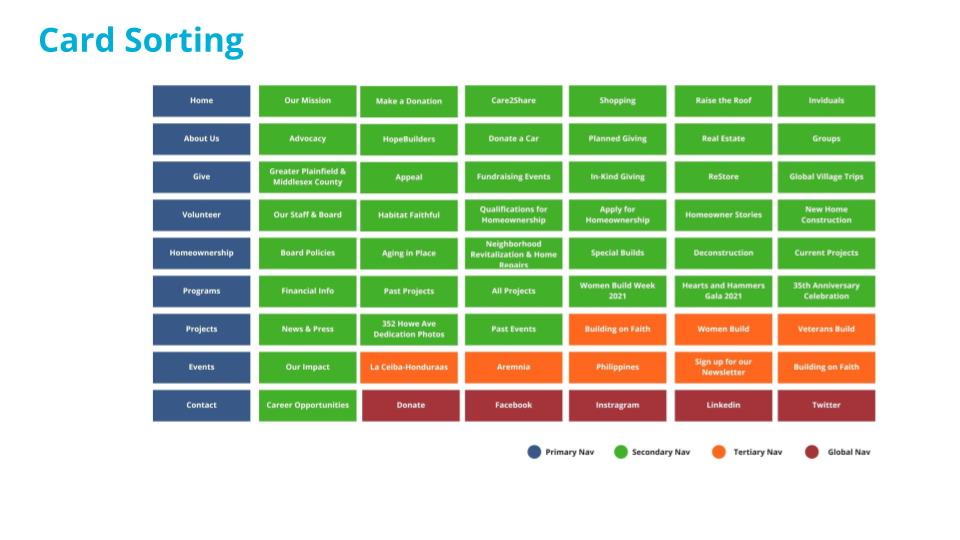 Card Sorting
Home
Our Mission
Make a Donation
Care2Share
Shopping
Raise the Roof
Inviduals
About Us
Advocacy
HopeBuilders
Donate a Car
Planned Giving
Real Estate
Groups
Give
Greater Plainfield &
Middlesex County
Appeal
Fundraising Events
In-Kind Giving
ReStore
Global Village Trips
Volunteer
Our Staff & Board
Habitat Faithful
Qualifications for
Homeownership
Apply for
Homeownership
Homeowner Stories
New Home
Construction
Homeownership
Board Policies
Aging in Place
Neighborhood
Revitalization & Home
Repairs
Special Builds
Deconstruction
Current Projects
Programs
Financial Info
Past Projects
All Projects
Women Build Week
2021
Hearts and Hammers
Gala 2021
35th Anniversary
Celebration
Projects
News & Press
352 Howe Ave
Dedication Photos
Past Events
Building on Faith
Women Build
Veterans Build
Events
Our Impact
La Ceiba-Honduraas
Aremnia
Philippines
Sign up for our
Newsletter
Building on Faith
Contact
Career Opportunities
Donate
Facebook
Instragram
Linkedin
Twitter
Primary Nav
Secondary Nav
Tertiary Nav
Global Nav